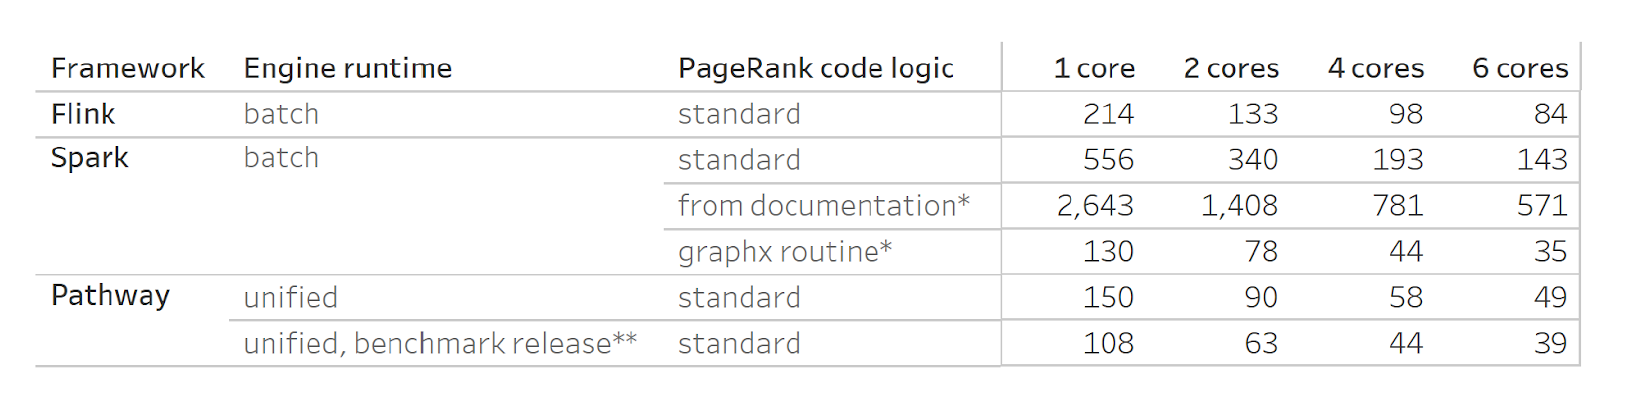 Framework Engine runtime PageRank code logic 1 core 2 cores 4 cores 6 cores
Flink batch standard 214 133 98 84
Spark batch standard 556 340 193 143
from documentation* 2,643 1,408 781 571
graphx routine* 130 78 44 35
Pathway unified standard 150 90 58 49
unified, benchmark release** standard 108 63 44 39